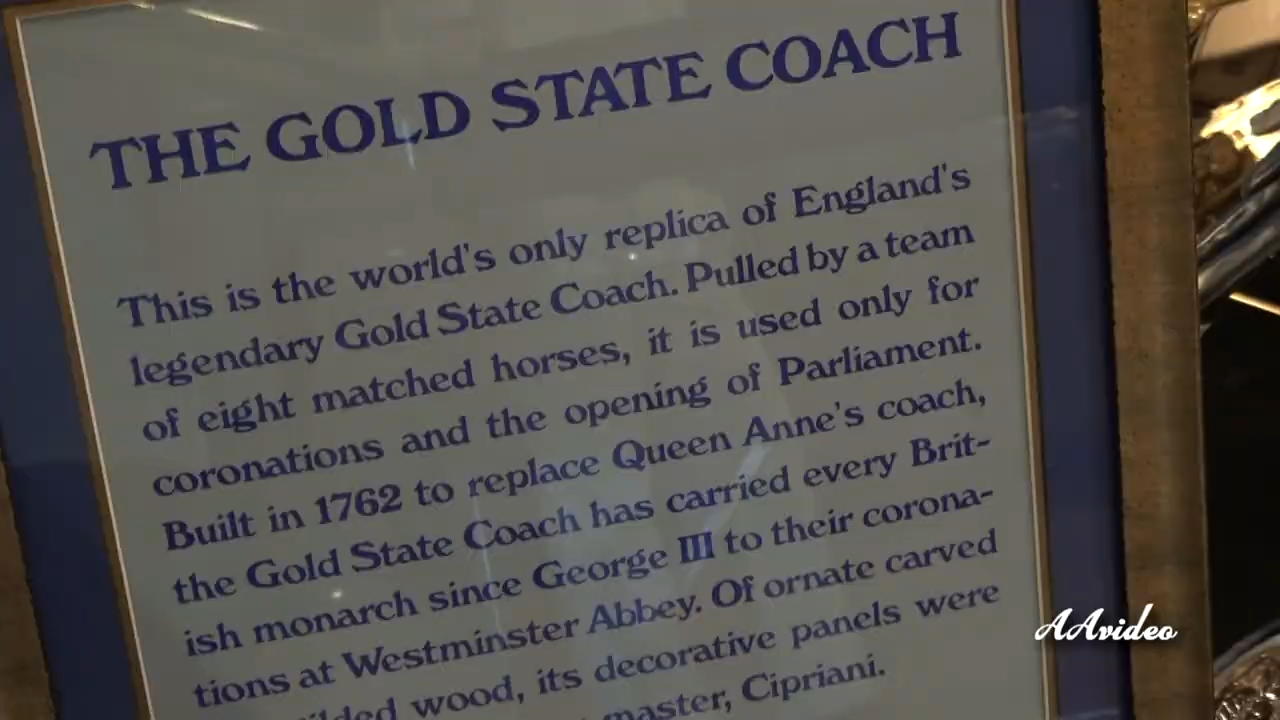 THE GOLD STATE COACH
This is the world's only replica of England's
legendary Gold State Coach. Pulled by a team
of eight matched horses, it is used only for
coronations and the opening of Parliament.
Built in 1762 to replace Queen Anne's coach,
the Gold State Coach has carried every Brit-
ish monarch since George III to their corona-
tions at Westminster Abbey. Of ornate carved
wood, its decorative panels were
master, Cipriani.
AAvideo